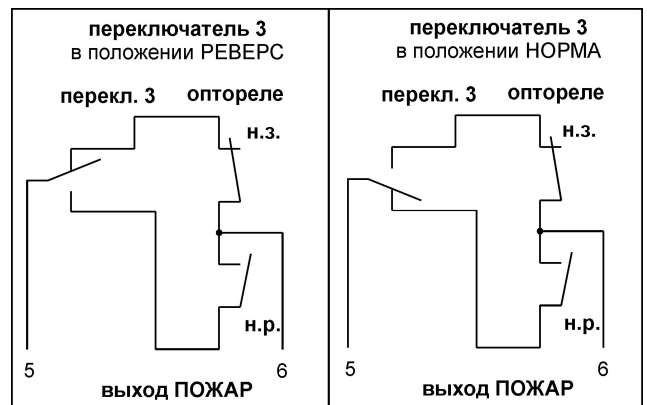 переключатель 3
в положении РЕВЕРС
перекл. 3 оптореле
н.з.
н.р.
5 6
выход ПОЖАР
переключатель 3
в положении НОРМА
перекл. 3 оптореле
н.з.
н.р.
5 6
выход ПОЖАР